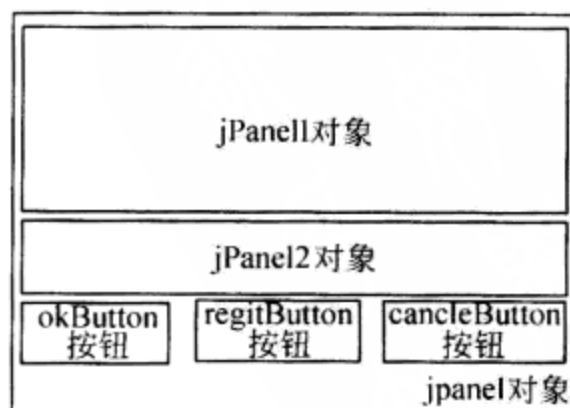 jPanel1对象
jPanel2对象
okButton
按钮
regitButton
按钮
cancleButton
按钮
jpanel对象